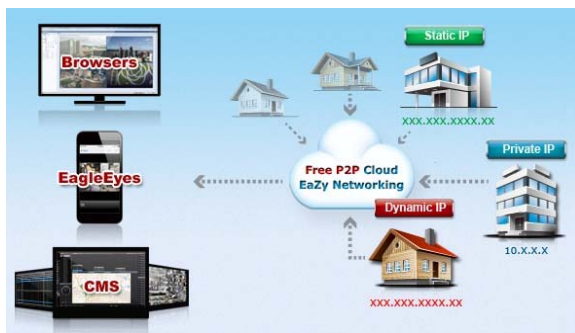 Browsers
Static IP
XXX.XXX.XXXX.XX
EagleEyes
Free P2P Cloud
EaZy Networking
Private IP
10.X.X.X
Dynamic IP
XXX.XXX.XXXX.XX
CMS